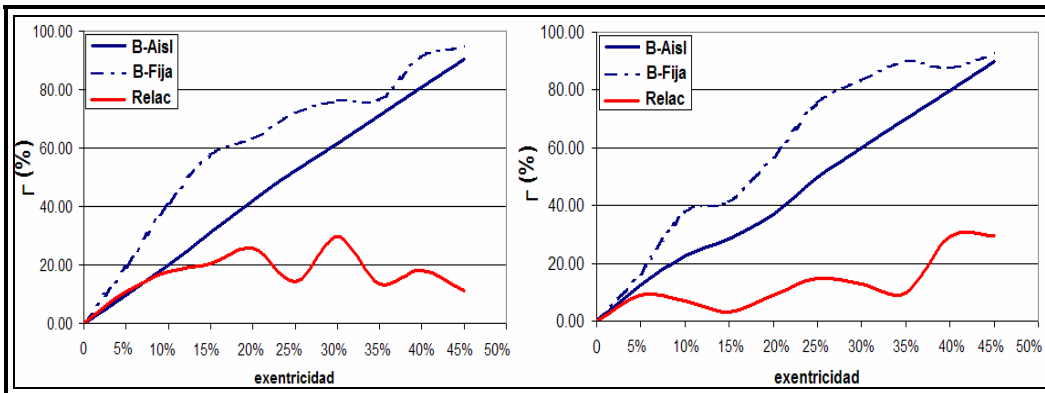 100.00
80.00
60.00
40.00
20.00
0.00
Γ (%)
B-Aisl
B-Fija
Relac
0 5% 10% 15% 20% 25% 30% 35% 40% 45% 50%
exentricidad
100.00
80.00
60.00
40.00
20.00
0.00
Γ (%)
B-Aisl
B-Fija
Relac
0 5% 10% 15% 20% 25% 30% 35% 40% 45% 50%
exentricidad